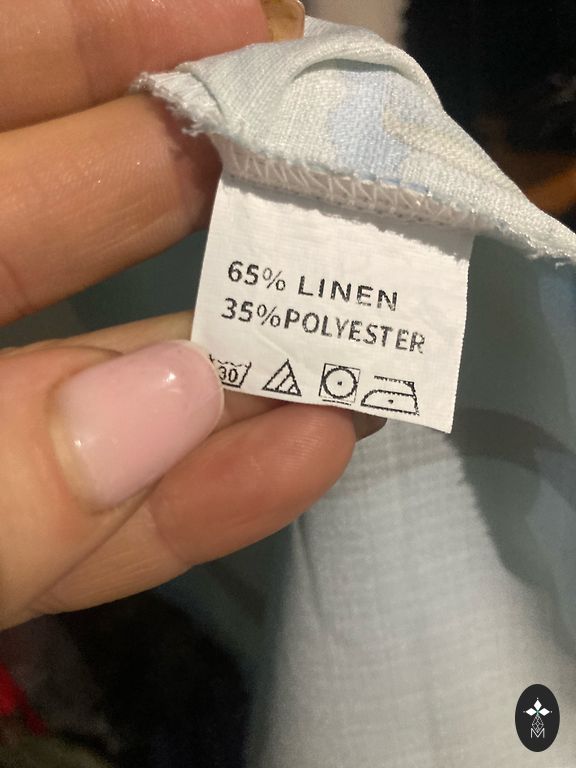 65% LINEN
35%POLYESTER
30
M